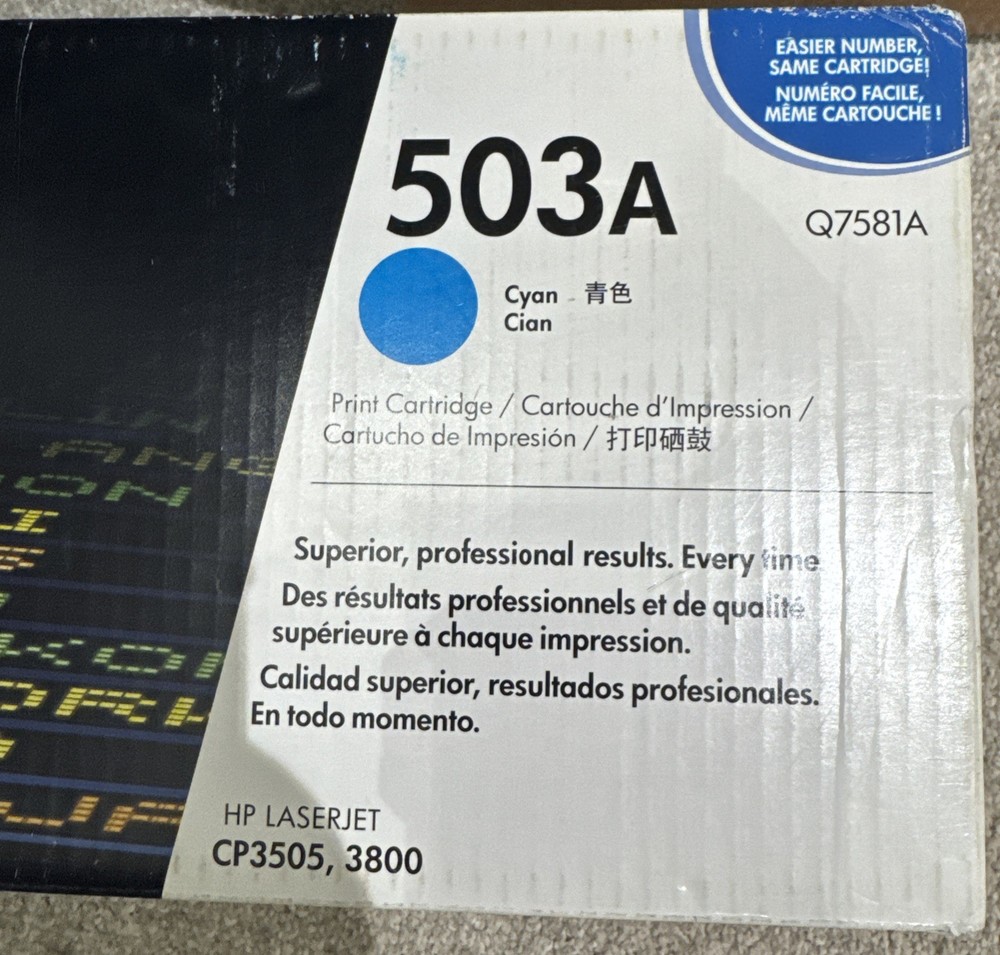 EASIER NUMBER,
SAME CARTRIDGE!
NUMÉRO FACILE,
MÊME CARTOUCHE !
503A
Q7581A
Cyan - 青色
Cian
Print Cartridge / Cartouche d'Impression /
Cartucho de Impresión / 打印硒鼓
Superior, professional results. Every time
Des résultats professionnels et de qualité
supérieure à chaque impression.
Calidad superior, resultados profesionales.
En todo momento.
HP LASERJET
CP3505, 3800